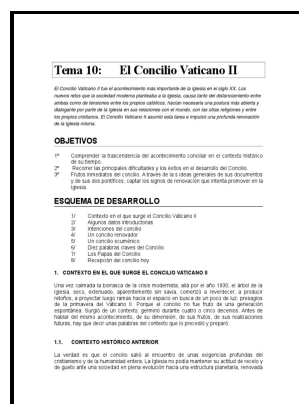 Tema 10: El Concilio Vaticano II
El Concilio Vaticano II fue el acontecimiento más importante de la Iglesia en el siglo XX. Los
nuevos retos que la sociedad moderna planteaba a la Iglesia, causa tanto del distanciamiento entre
ambas como de tensiones entre los propios católicos, hacían necesaria una postura más abierta y
dialogante por parte de la Iglesia en sus relaciones con el mundo, con las otras religiones y entre
los propios cristianos. El Concilio Vaticano II asumió esta tarea e impulsó una profunda renovación
de la Iglesia misma.
OBJETIVOS
1º Comprender la trascendencia del acontecimiento conciliar en el contexto histórico
de su tiempo.
2º Recorrer las principales dificultades y los éxitos en el desarrollo del Concilio.
3º Frutos inmediatos del concilio. A través de la s ideas generales de sus documentos
y de sus dos pontífices, captar los signos de renovación que intenta promover en la
Iglesia.
ESQUEMA DE DESARROLLO
1/ Contexto en el que surge el Concilio Vaticano II
2/ Algunos datos introductorias
3/ Intenciones del concilio
4/ Un concilio renovador
5/ Un concilio ecuménico
6/ Diez palabras claves del Concilio
7/ Los Papas del Concilio
8/ Recepción del concilio hoy
1. CONTEXTO EN EL QUE SURGE EL CONCILIO VATICANO II
Una vez calmada la borrasca de la crisis modernista, allá por el año 1930, el árbol de la
Iglesia, seco, extenuado, aparentemente sin savia, comenzó a reverdecer, a producir
retoños, a proyectar luego ramas hacia el espacio en busca de un poco de luz: presagios
de la primavera del Vaticano II. Porque el concilio no fue fruto de una generación
espontánea. Surgió de un contexto; germinó durante cuatro o cinco decenios. Antes de
hablar del mismo acontecimiento, de su dimensión, de sus frutos, de sus realizaciones
futuras, hay que decir unas palabras del contexto que lo precedió y preparó.
1.1. CONTEXTO HISTÓRICO ANTERIOR
La verdad es que el concilio salió al encuentro de unas exigencias profundas del
cristianismo y de la humanidad entera. La Iglesia no podía mantener su actitud de recelo y
de gueto ante una sociedad en plena evolución hacia una estructura planetaria, renovada